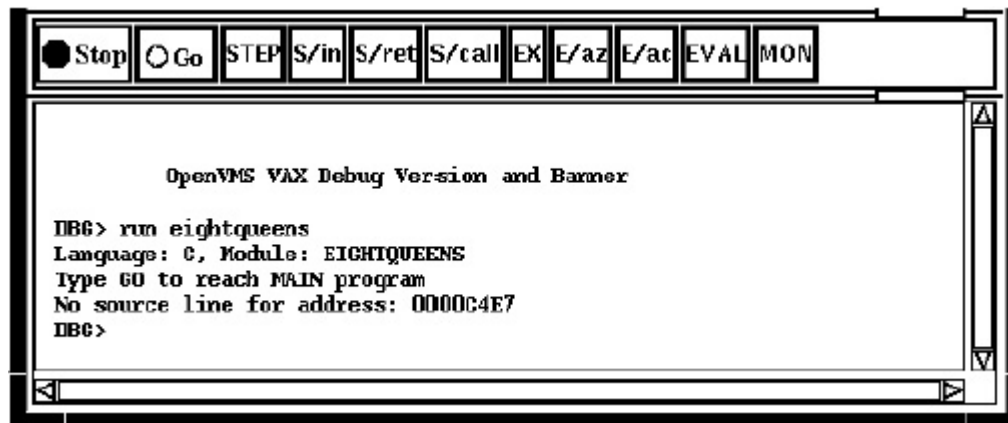 Stop Go STEP S/in S/ret S/call EX E/az E/ac EVAL MON
OpenVMS VAX Debug Version and Banner
DBG> run eightqueens
Language: C, Module: EIGHTQUEENS
Type GO to reach MAIN program
No source line for address: 0000C4E7
DBG>